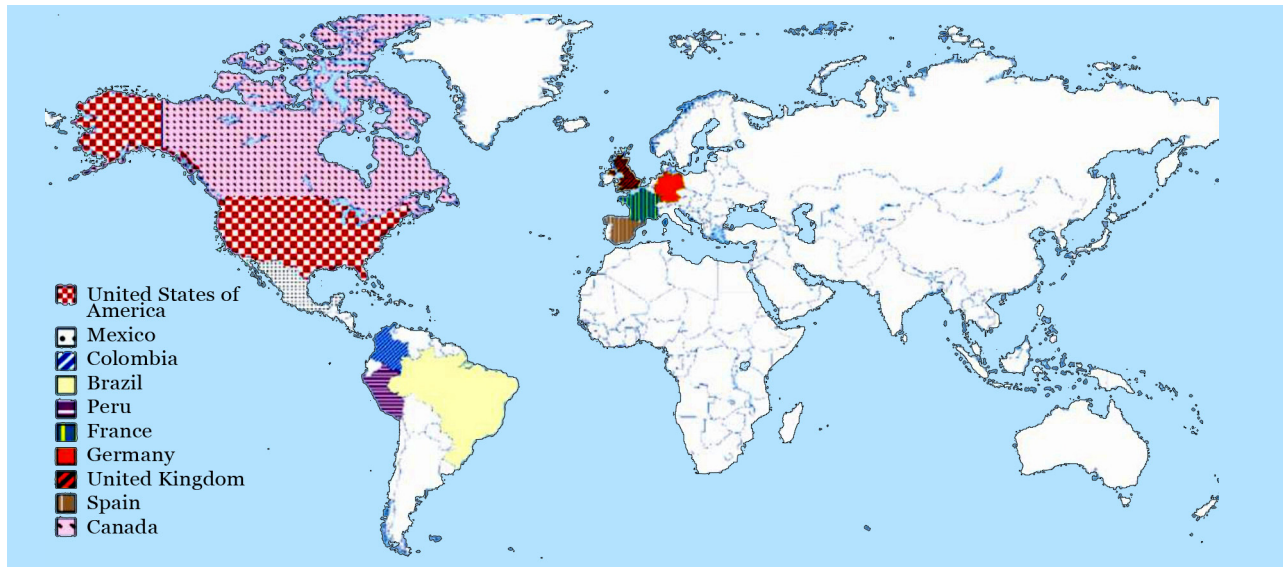 United States of
America
Mexico
Colombia
Brazil
Peru
France
Germany
United Kingdom
Spain
Canada